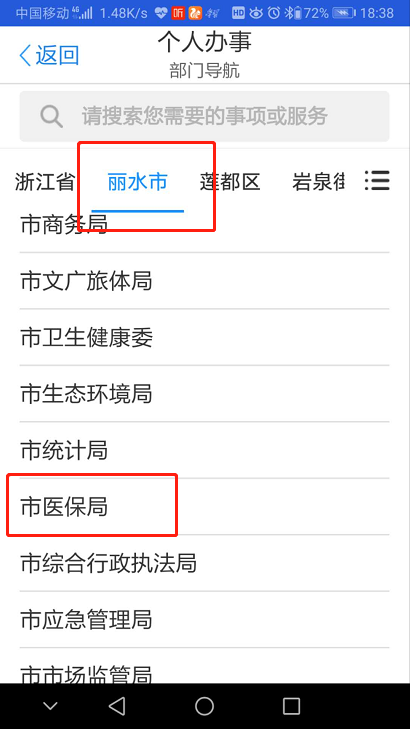 中国移动 4G 1.48K/s 听 HD 72% 18:38
返回
个人办事
部门导航
请搜索您需要的事项或服务
浙江省 丽水市 莲都区 岩泉街
市商务局
市文广旅体局
市卫生健康委
市生态环境局
市统计局
市医保局
市综合行政执法局
市应急管理局
市市场监管局